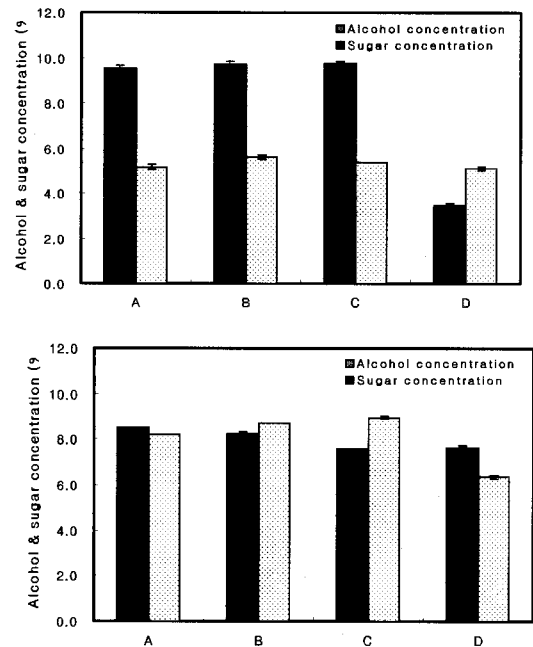 12.0
10.0
8.0
6.0
4.0
2.0
0.0
Alcohol & sugar concentration (
Alcohol concentration
Sugar concentration
A B C D
12.0
10.0
8.0
6.0
4.0
2.0
0.0
Alcohol & sugar concentration (
Alcohol concentration
Sugar concentration
A B C D